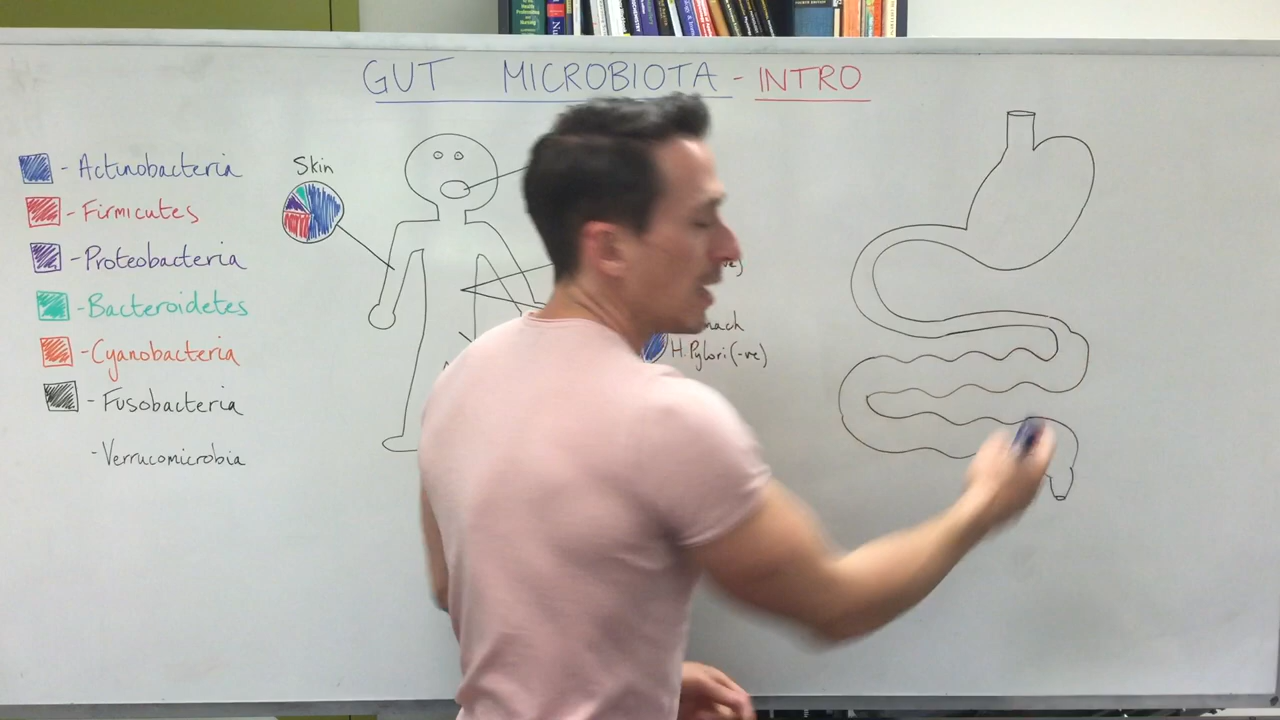 GUT MICROBIOTA - INTRO
- Actinobacteria
- Firmicutes
- Proteobacteria
- Bacteroidetes
- Cyanobacteria
- Fusobacteria
- Verrucomicrobia
Skin
H.Pylori (-ve)